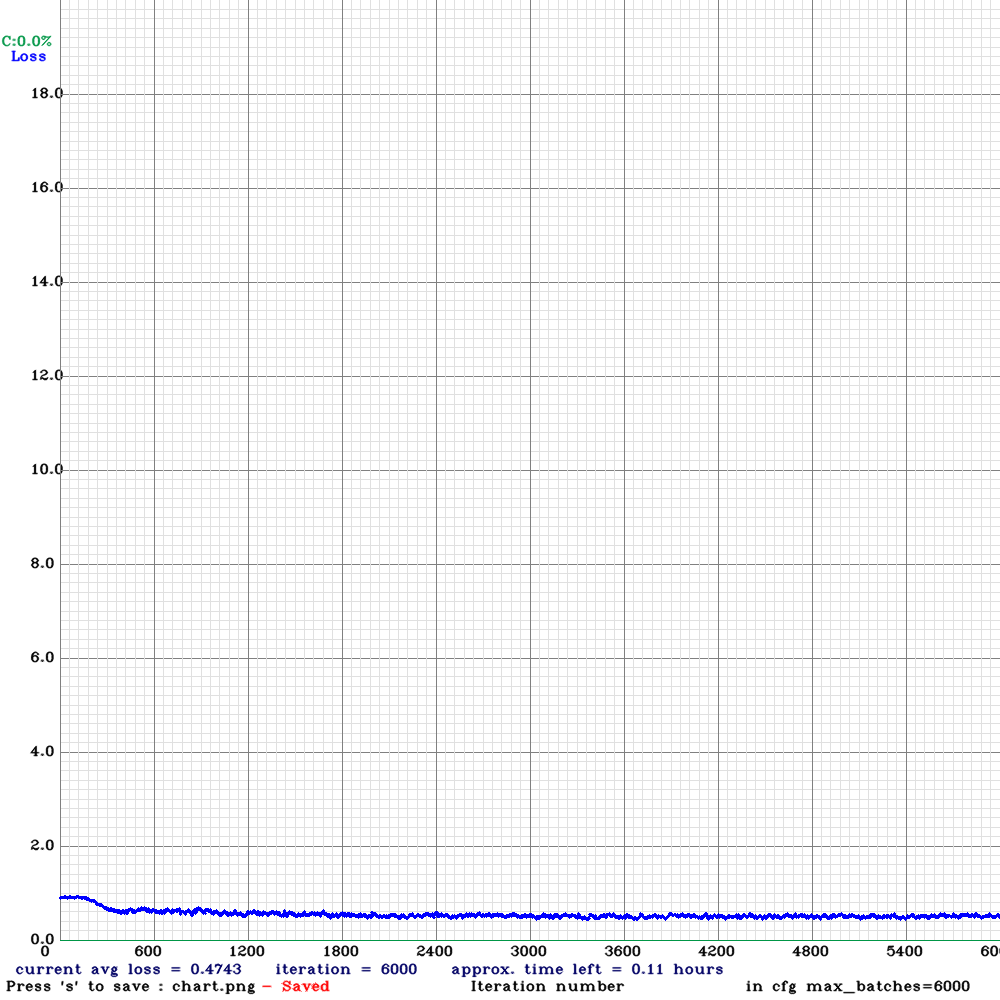 C:0.0%
Loss
18.0
16.0
14.0
12.0
10.0
8.0
6.0
4.0
2.0
0.0
0 600 1200 1800 2400 3000 3600 4200 4800 5400 600
current avg loss = 0.4743 iteration = 6000 approx. time left = 0.11 hours
Press 's' to save : chart.png - Saved Iteration number in cfg max_batches=6000